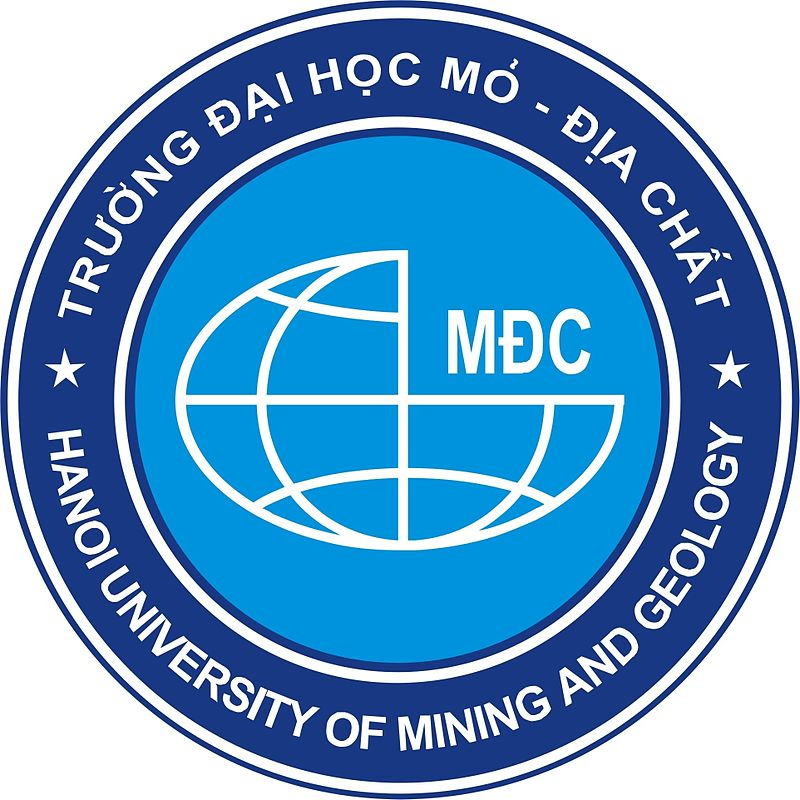 TRƯỜNG ĐẠI HỌC MỎ - ĐỊA CHẤT
MĐC
HANOI UNIVERSITY OF MINING AND GEOLOGY